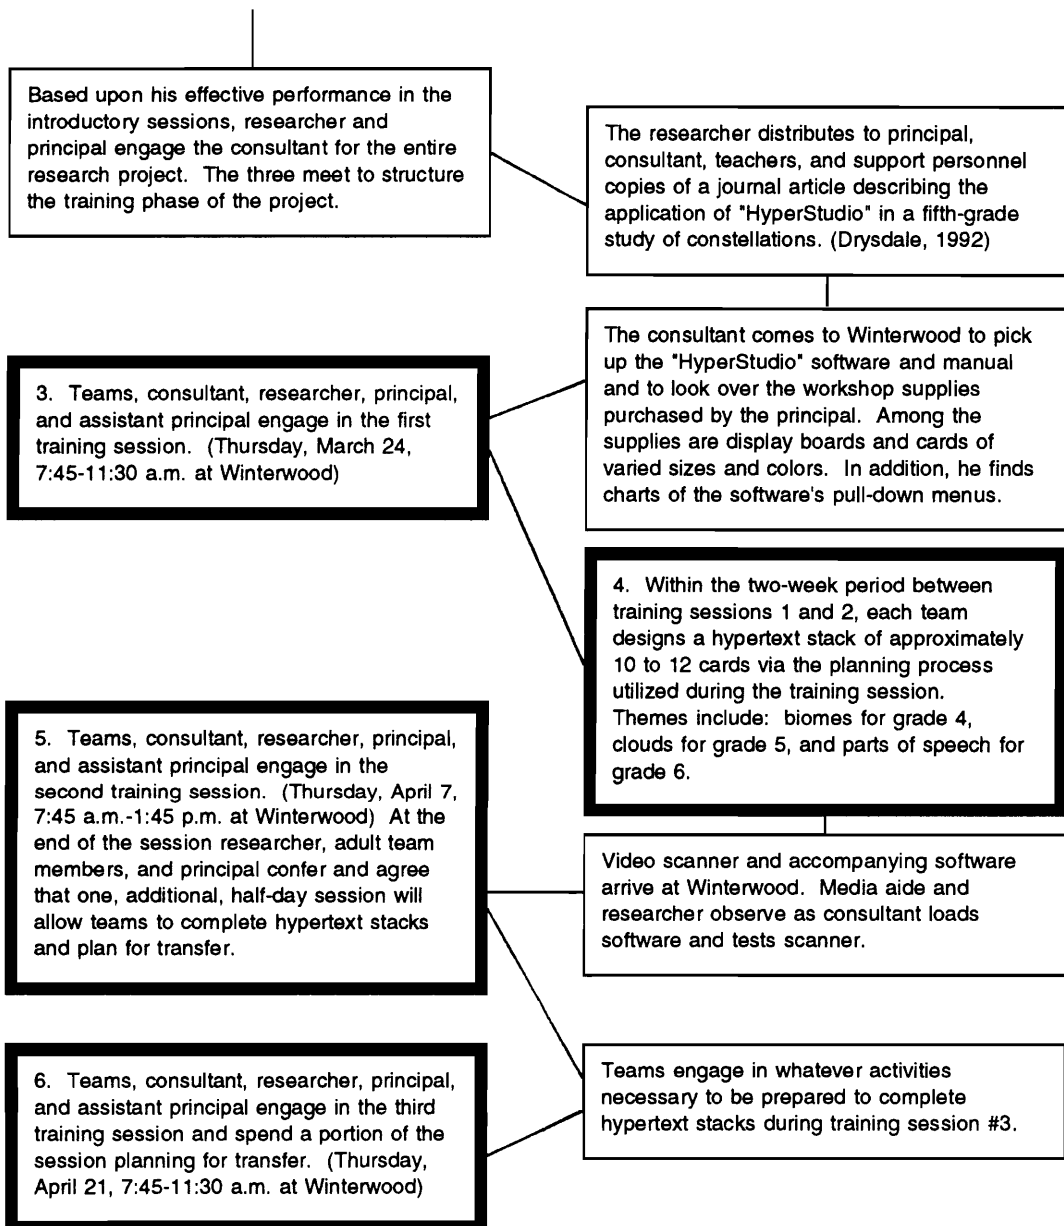 Based upon his effective performance in the
introductory sessions, researcher and
principal engage the consultant for the entire
research project.  The three meet to structure
the training phase of the project.
The researcher distributes to principal,
consultant, teachers, and support personnel
copies of a journal article describing the
application of "HyperStudio" in a fifth-grade
study of constellations. (Drysdale, 1992)
The consultant comes to Winterwood to pick
up the "HyperStudio" software and manual
and to look over the workshop supplies
purchased by the principal.  Among the
supplies are display boards and cards of
varied sizes and colors.  In addition, he finds
charts of the software's pull-down menus.
3.  Teams, consultant, researcher, principal,
and assistant principal engage in the first
training session.  (Thursday, March 24,
7:45-11:30 a.m. at Winterwood)
4.  Within the two-week period between
training sessions 1 and 2, each team
designs a hypertext stack of approximately
10 to 12 cards via the planning process
utilized during the training session.
Themes include:  biomes for grade 4,
clouds for grade 5, and parts of speech for
grade 6.
Video scanner and accompanying software
arrive at Winterwood.  Media aide and
researcher observe as consultant loads
software and tests scanner.
5.  Teams, consultant, researcher, principal,
and assistant principal engage in the
second training session.  (Thursday, April 7,
7:45 a.m.-1:45 p.m. at Winterwood)  At the
end of the session researcher, adult team
members, and principal confer and agree
that one, additional, half-day session will
allow teams to complete hypertext stacks
and plan for transfer.
Teams engage in whatever activities
necessary to be prepared to complete
hypertext stacks during training session #3.
6.  Teams, consultant, researcher, principal,
and assistant principal engage in the third
training session and spend a portion of the
session planning for transfer.  (Thursday,
April 21, 7:45-11:30 a.m. at Winterwood)